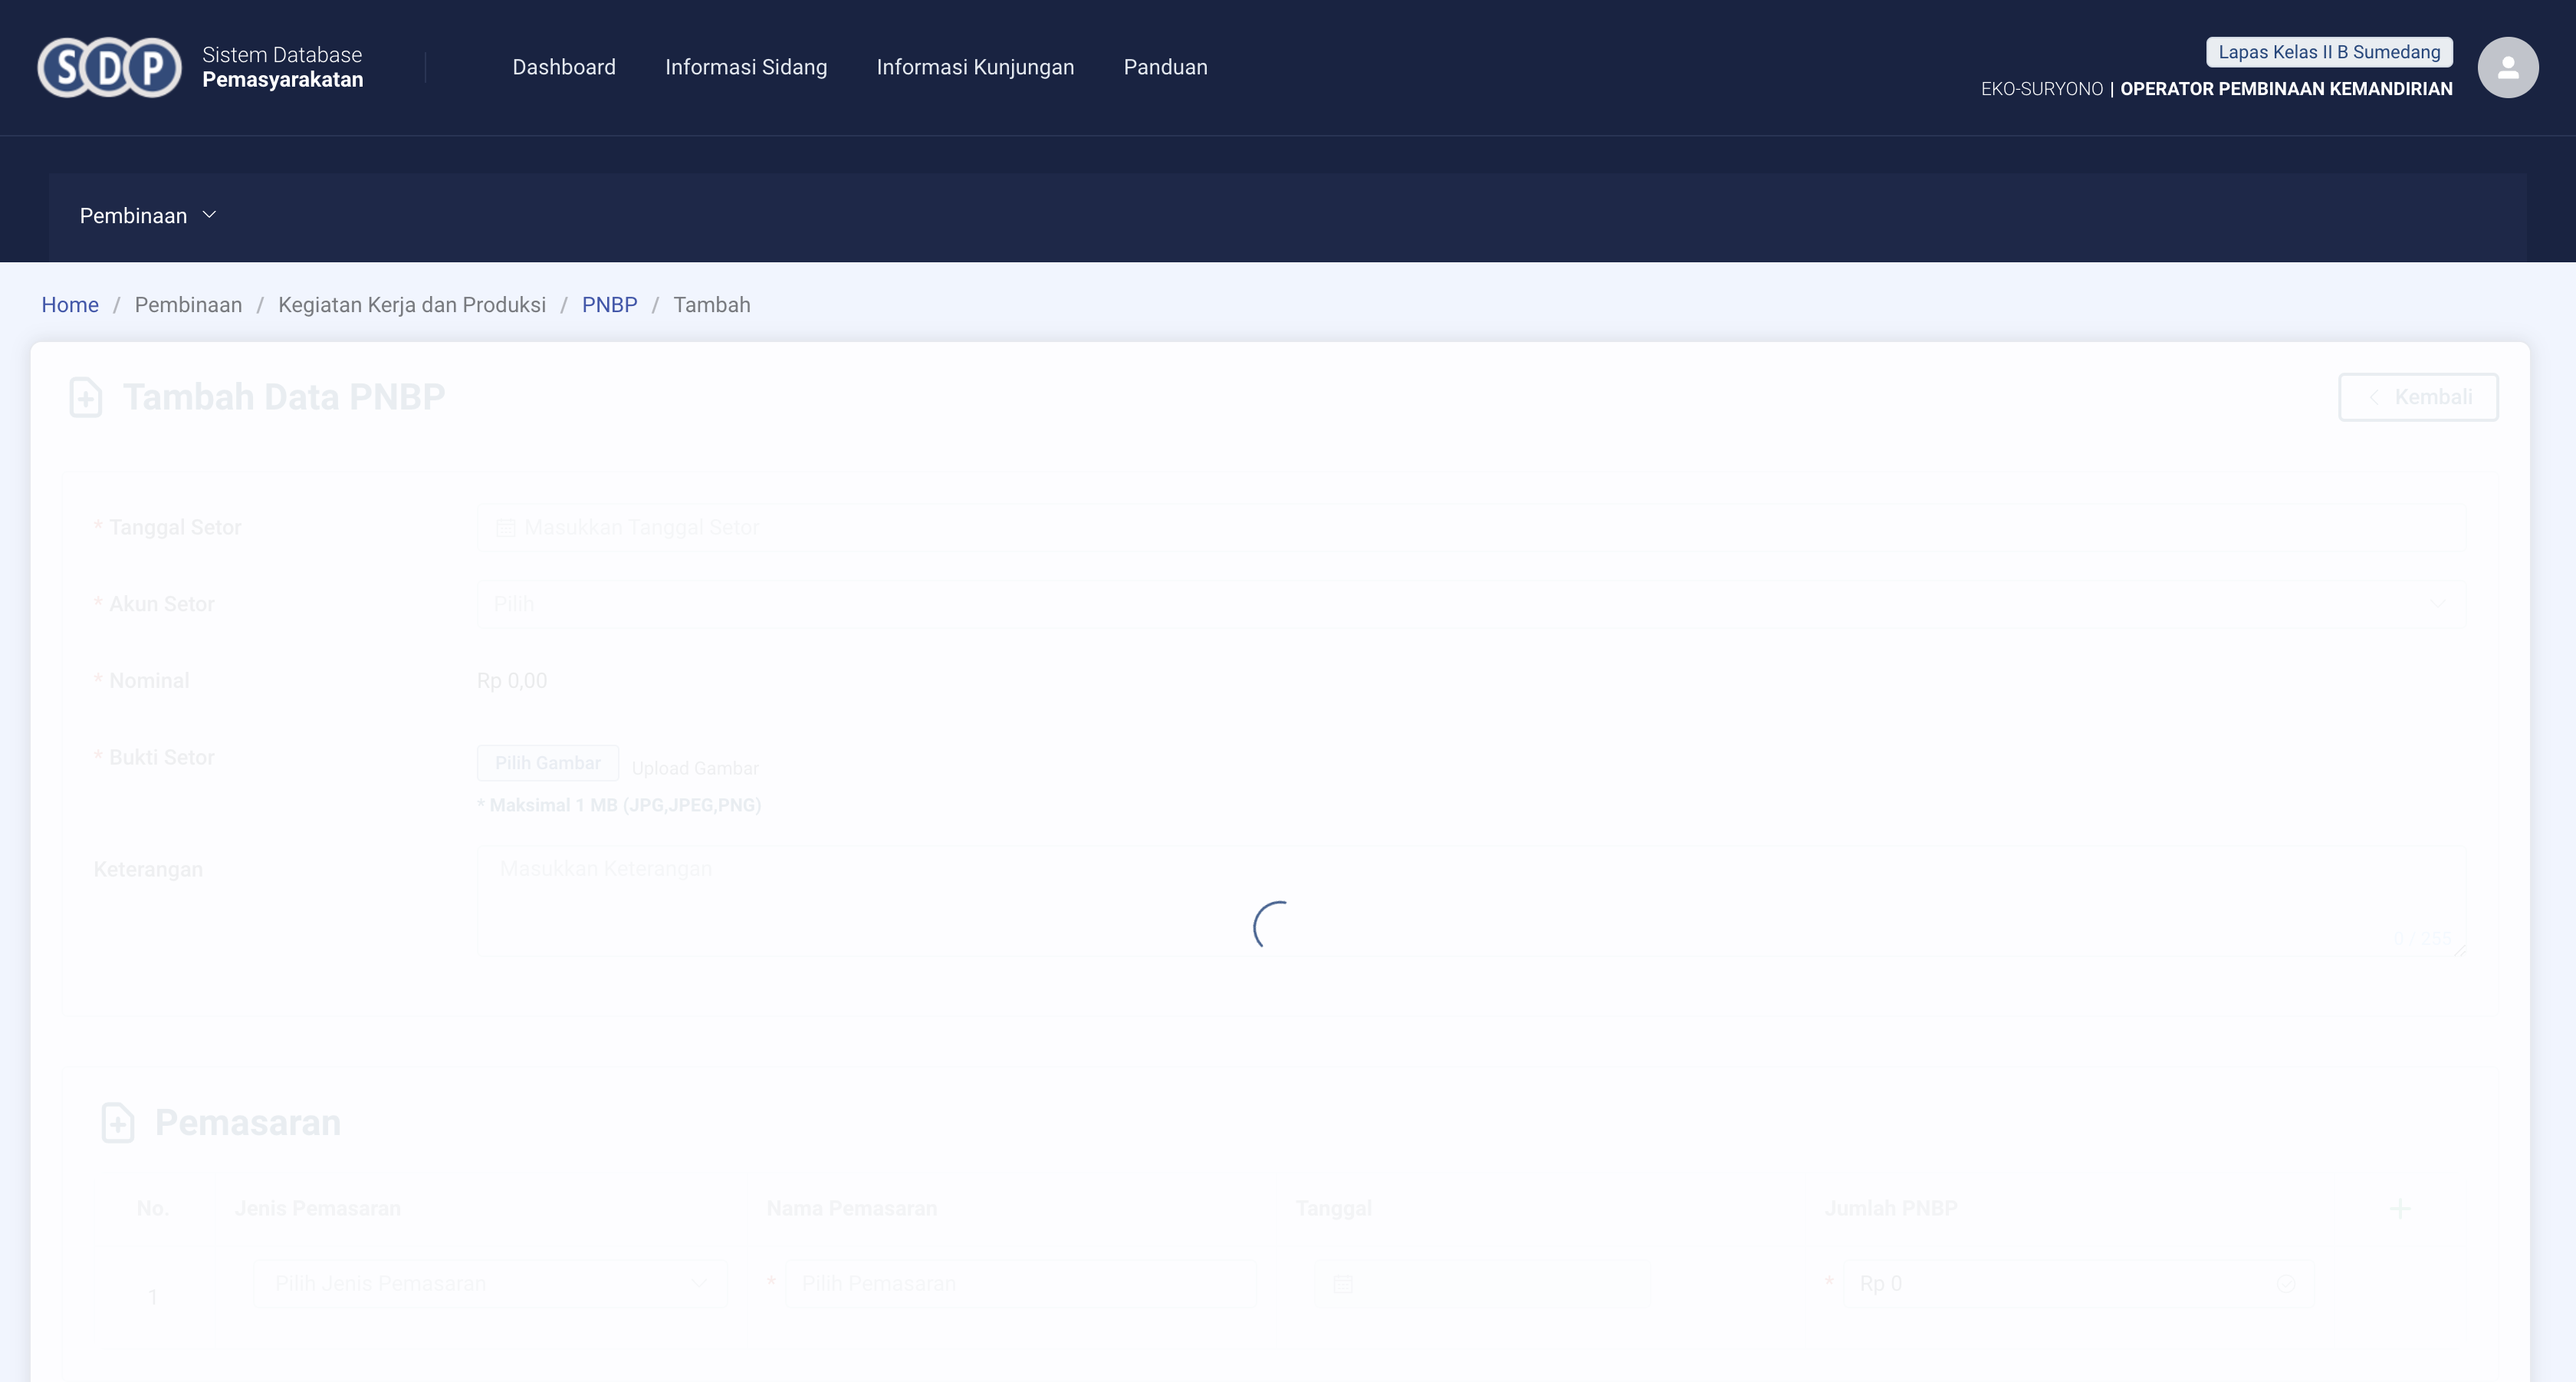 SDP
Sistem Database
Pemasyarakatan
Dashboard
Informasi Sidang
Informasi Kunjungan
Panduan
Lapas Kelas II B Sumedang
EKO-SURYONO | OPERATOR PEMBINAAN KEMANDIRIAN
Pembinaan
Home / Pembinaan / Kegiatan Kerja dan Produksi / PNBP / Tambah
Tambah Data PNBP
Kembali
* Tanggal Setor
Masukkan Tanggal Setor
* Akun Setor
Pilih
* Nominal
Rp 0,00
* Bukti Setor
Pilih Gambar
Upload Gambar
* Maksimal 1 MB (JPG,JPEG,PNG)
Keterangan
Masukkan Keterangan
0 / 255
Pemasaran
No. Jenis Pemasaran Nama Pemasaran Tanggal Jumlah PNBP
1 Pilih Jenis Pemasaran * Pilih Pemasaran * Rp 0